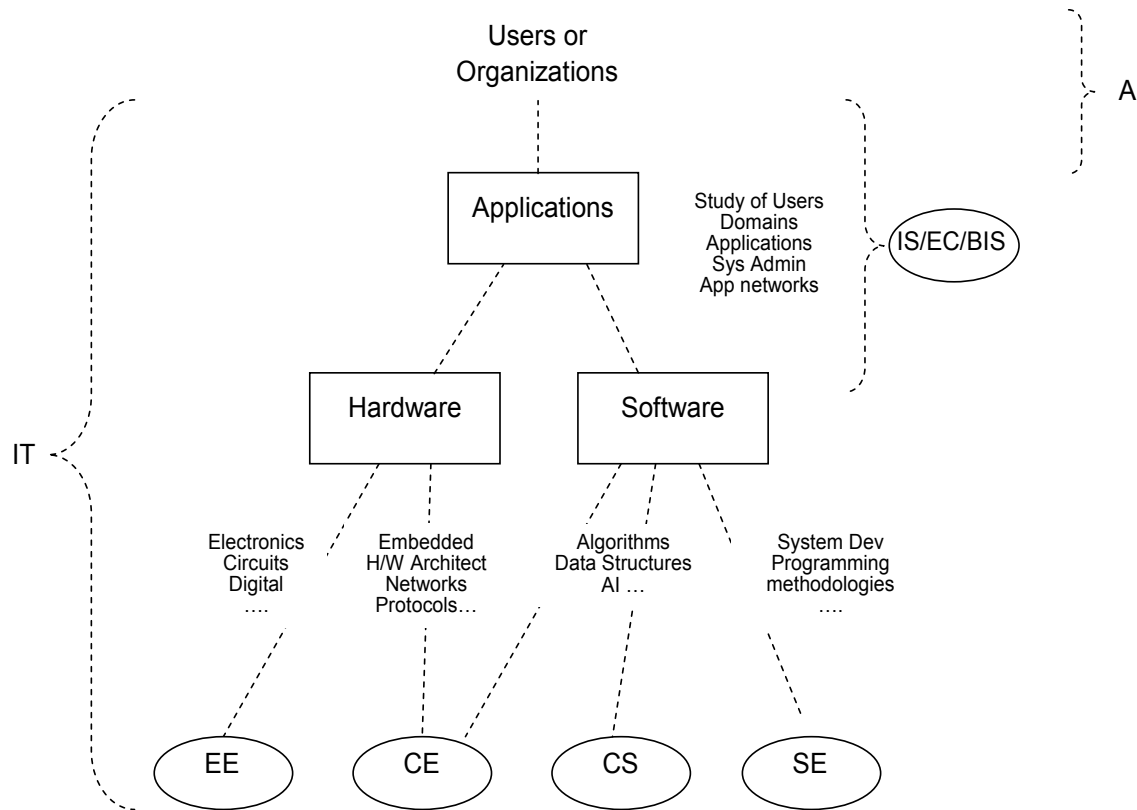 Users or
Organizations
A
Applications
Study of Users
Domains
Applications
Sys Admin
App networks
IS/EC/BIS
Hardware
Software
IT
Electronics
Circuits
Digital
….
Embedded
H/W Architect
Networks
Protocols…
Algorithms
Data Structures
AI …
System Dev
Programming
methodologies
….
EE
CE
CS
SE